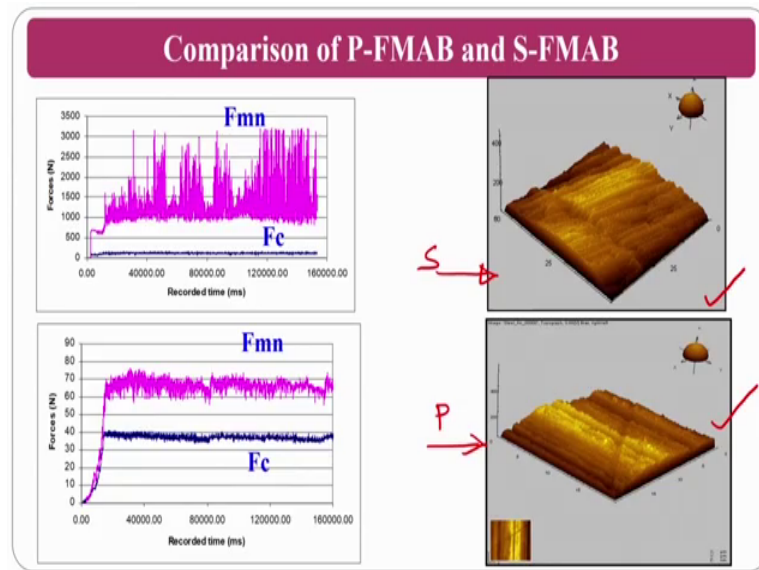 Comparison of P-FMAB and S-FMAB
Fmn
3500
3000
2500
2000
1500
1000
500
0
Forces (N)
Fc
0.00 40000.00 80000.00 120000.00 160000.00
Recorded time (ms)
S
X
Y
400
200
25
25
0
Fmn
90
80
70
60
50
40
30
20
10
0
Forces (N)
Fc
0.00 40000.00 80000.00 120000.00 160000.00
Recorded time (ms)
P